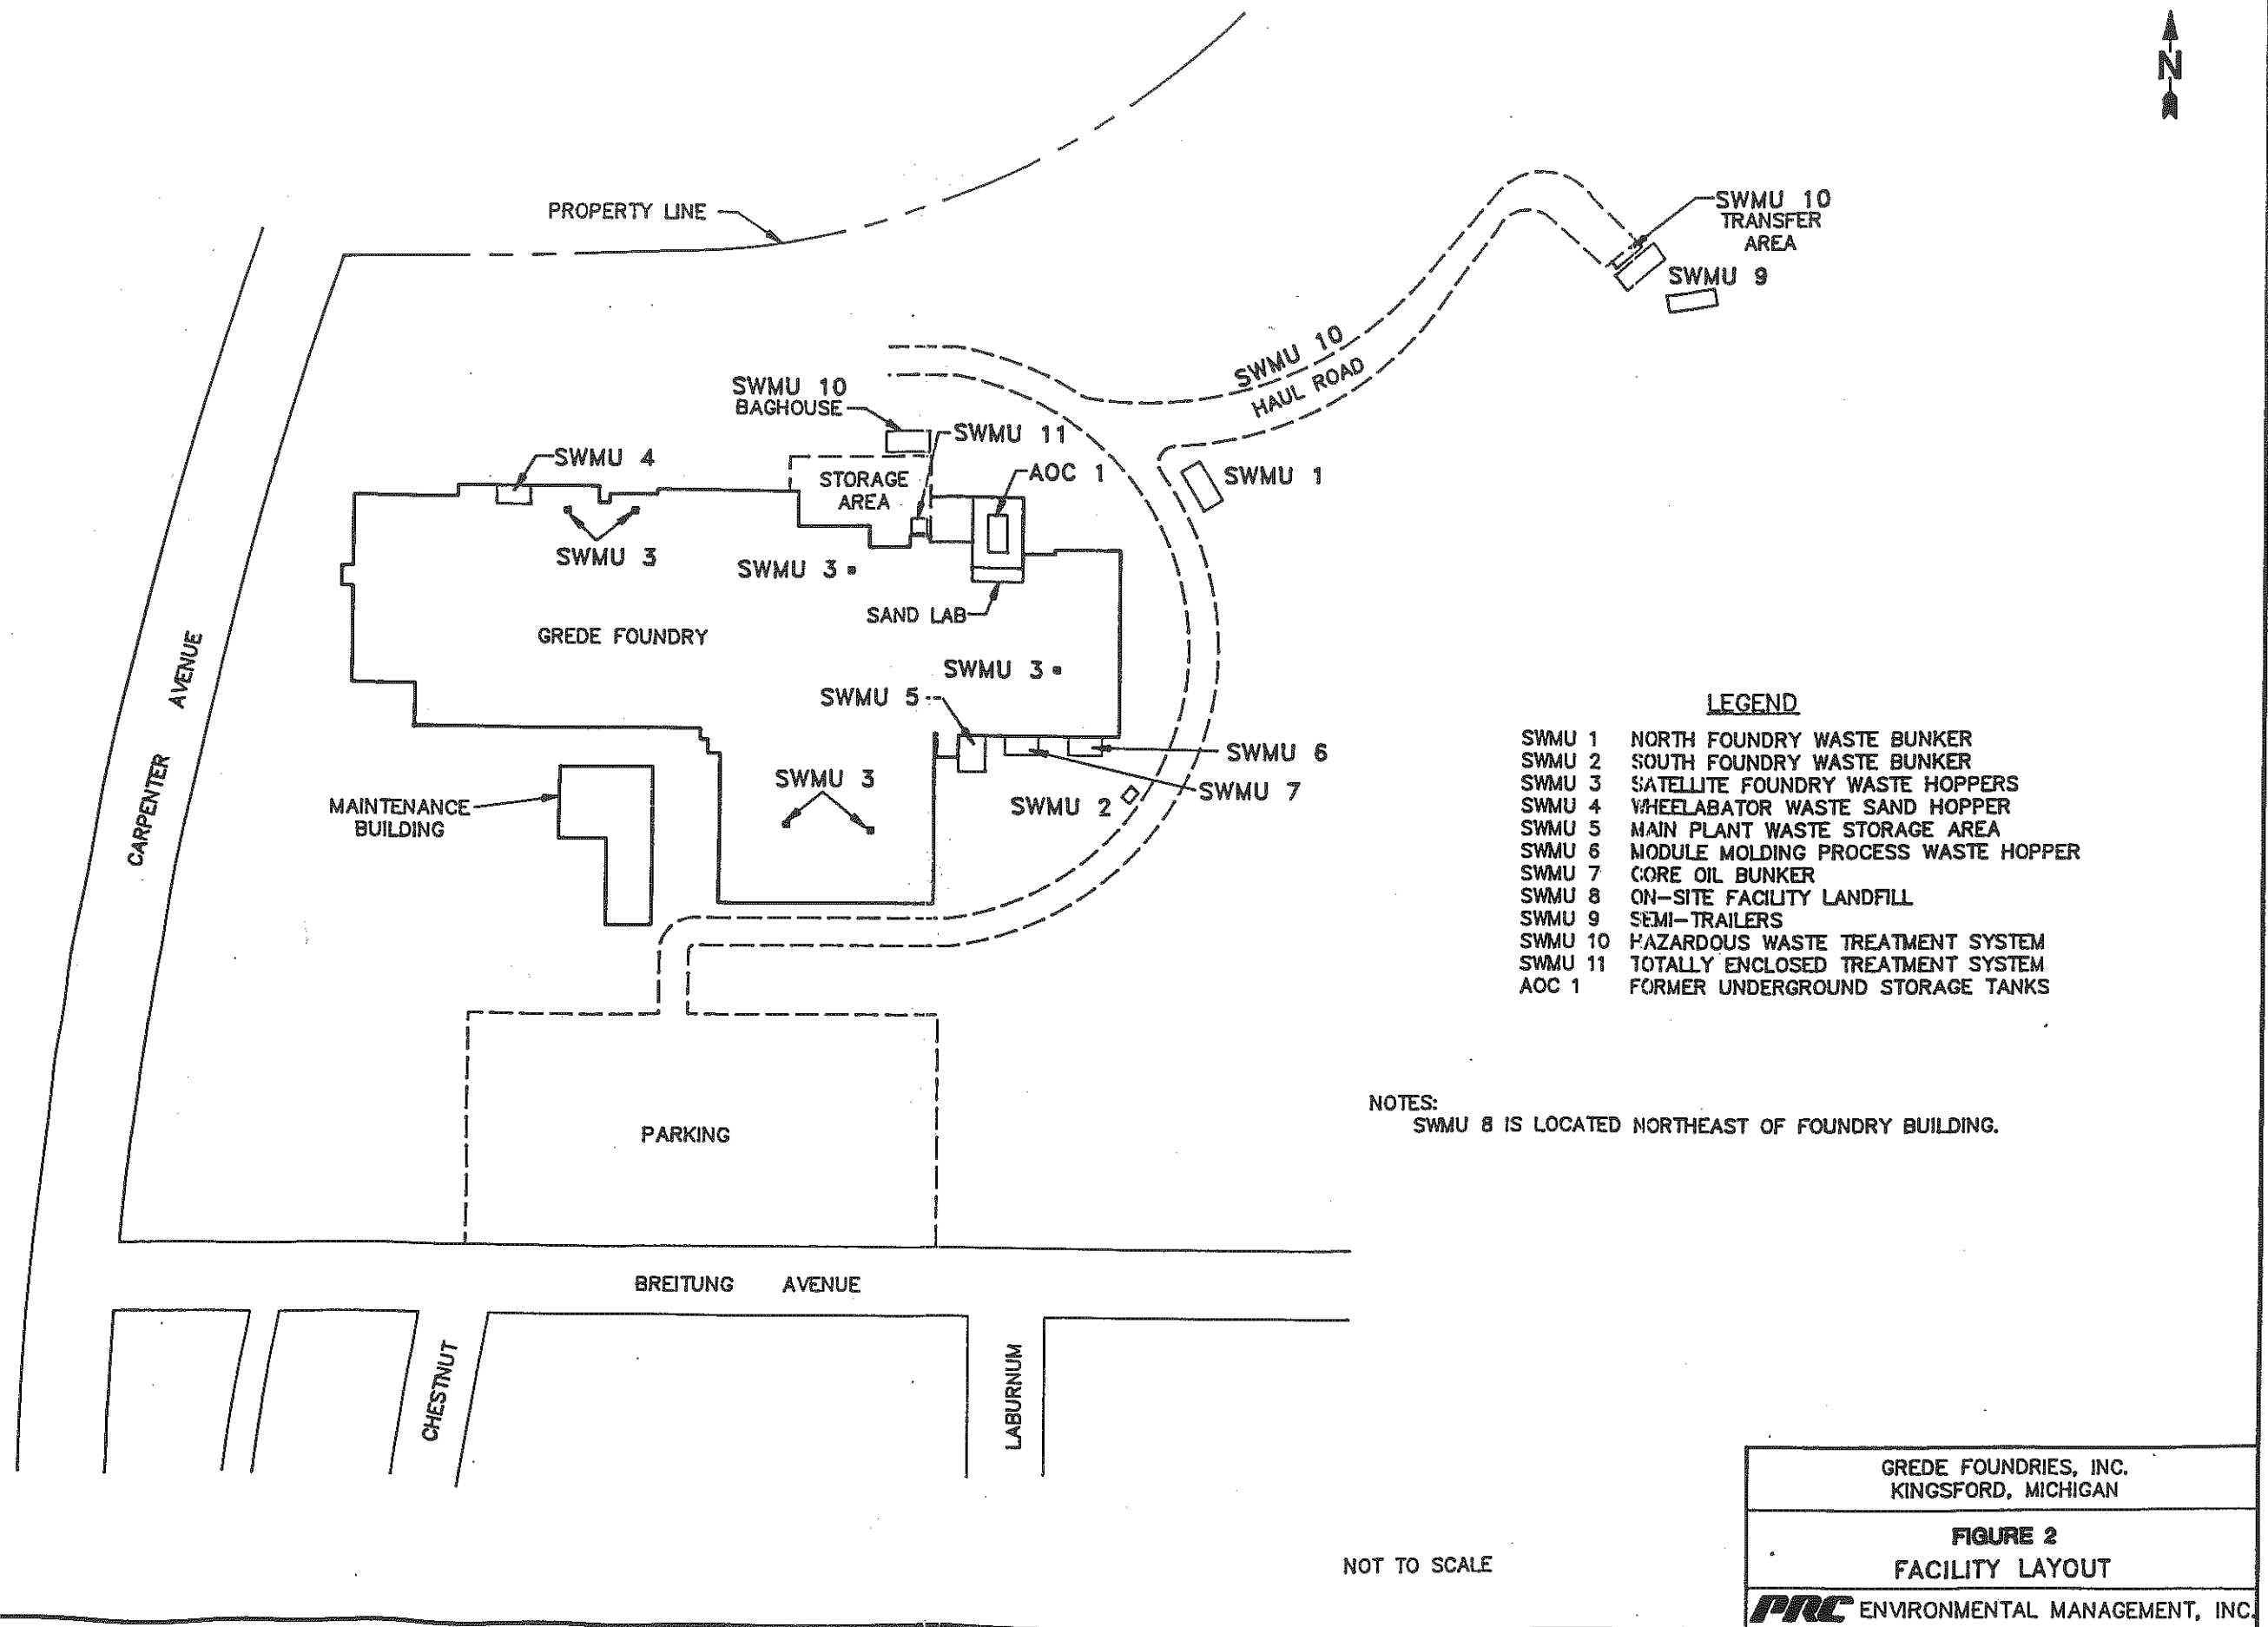 N
PROPERTY LINE
SWMU 10
TRANSFER
AREA
SWMU 9
SWMU 10
HAUL ROAD
SWMU 10
BAGHOUSE
SWMU 11
SWMU 4
STORAGE
AREA
AOC 1
SWMU 1
SWMU 3
SWMU 3
SAND LAB
GREDE FOUNDRY
SWMU 3
SWMU 5
CARPENTER AVENUE
SWMU 6
SWMU 7
SWMU 3
SWMU 2
MAINTENANCE
BUILDING
LEGEND
SWMU 1 NORTH FOUNDRY WASTE BUNKER
SWMU 2 SOUTH FOUNDRY WASTE BUNKER
SWMU 3 SATELLITE FOUNDRY WASTE HOPPERS
SWMU 4 WHEELABATOR WASTE SAND HOPPER
SWMU 5 MAIN PLANT WASTE STORAGE AREA
SWMU 6 MODULE MOLDING PROCESS WASTE HOPPER
SWMU 7 CORE OIL BUNKER
SWMU 8 ON-SITE FACILITY LANDFILL
SWMU 9 SEMI-TRAILERS
SWMU 10 HAZARDOUS WASTE TREATMENT SYSTEM
SWMU 11 TOTALLY ENCLOSED TREATMENT SYSTEM
AOC 1 FORMER UNDERGROUND STORAGE TANKS
NOTES:
SWMU 8 IS LOCATED NORTHEAST OF FOUNDRY BUILDING.
PARKING
BREITUNG AVENUE
CHESTNUT
LABURNUM
NOT TO SCALE
GREDE FOUNDRIES, INC.
KINGSFORD, MICHIGAN
FIGURE 2
FACILITY LAYOUT
PRC ENVIRONMENTAL MANAGEMENT, INC.